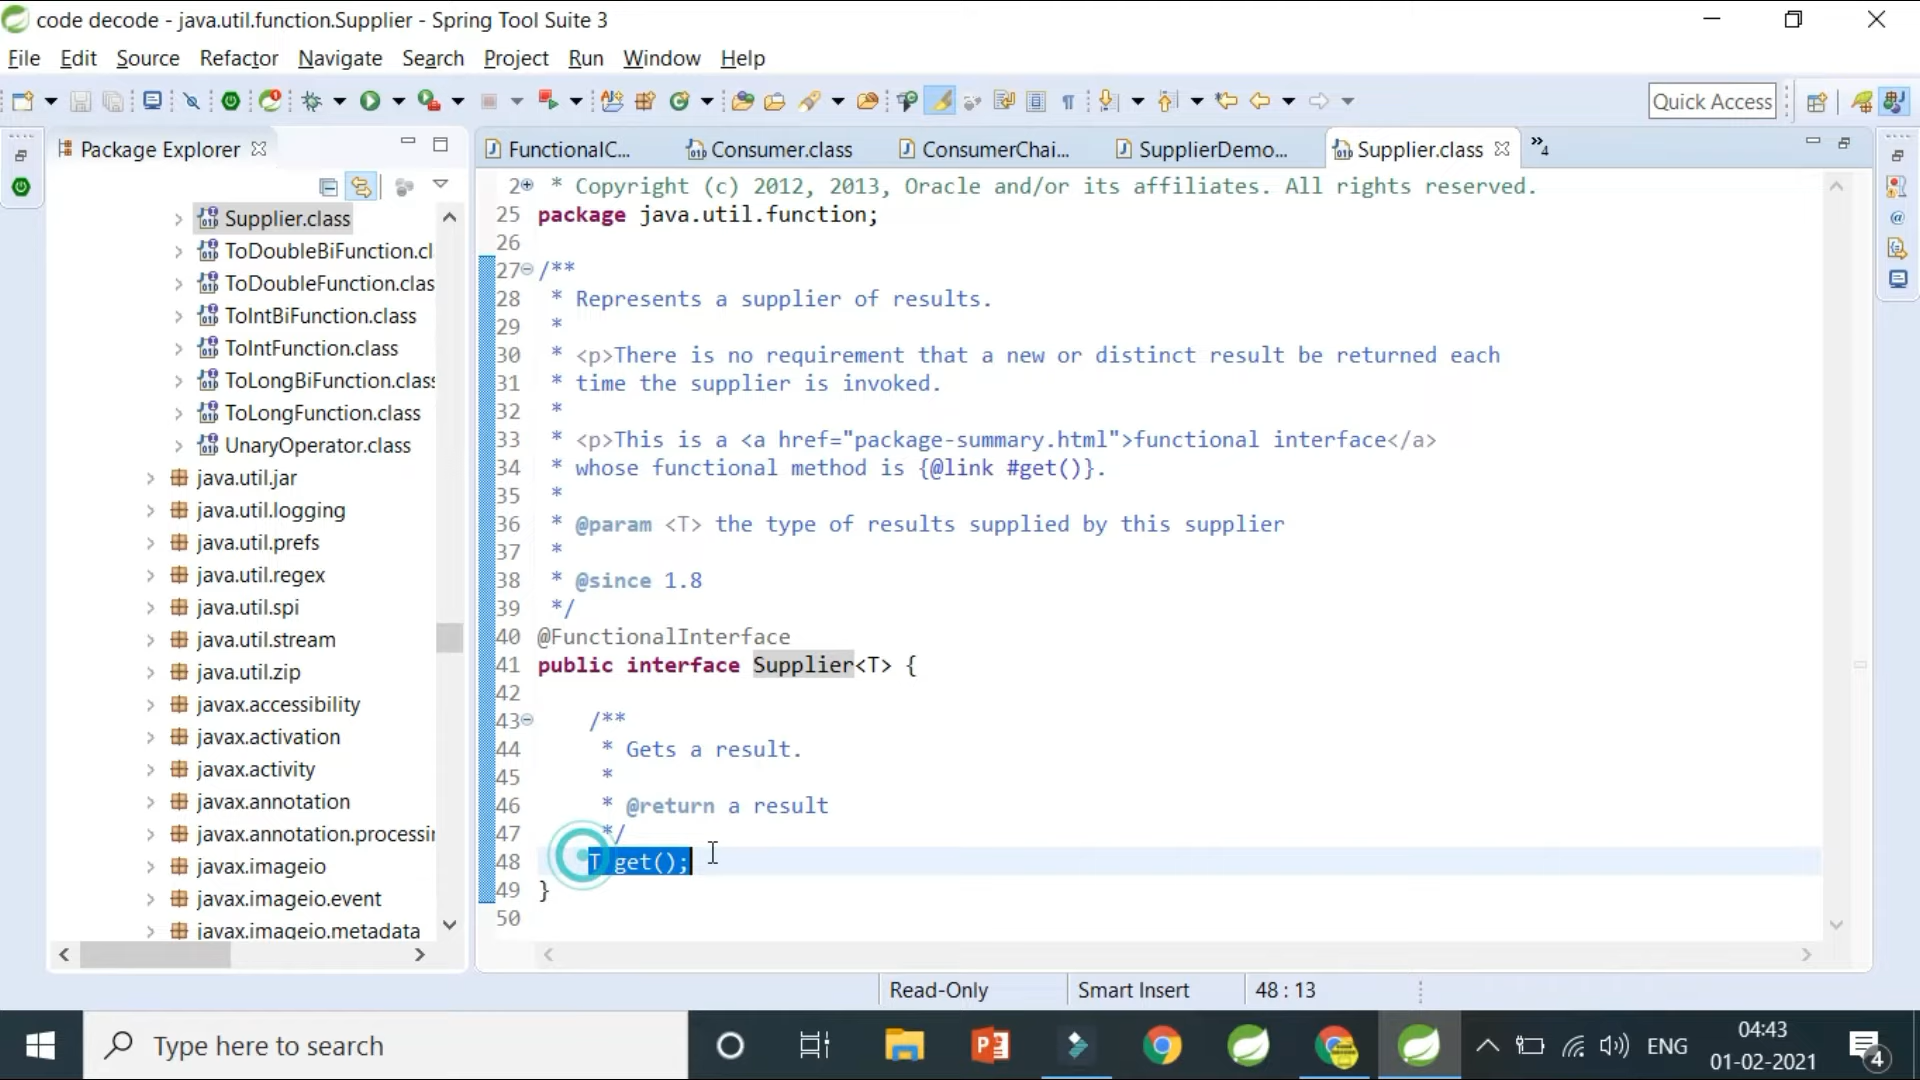 code decode - java.util.function.Supplier - Spring Tool Suite 3
File Edit Source Refactor Navigate Search Project Run Window Help
Quick Access
Package Explorer
FunctionalC...
Consumer.class
ConsumerChai...
SupplierDemo...
Supplier.class
»4
Supplier.class
ToDoubleBiFunction.cl
ToDoubleFunction.clas
ToIntBiFunction.class
ToIntFunction.class
ToLongBiFunction.class
ToLongFunction.class
UnaryOperator.class
java.util.jar
java.util.logging
java.util.prefs
java.util.regex
java.util.spi
java.util.stream
java.util.zip
javax.accessibility
javax.activation
javax.activity
javax.annotation
javax.annotation.processin
javax.imageio
javax.imageio.event
javax.imageio.metadata
2 * Copyright (c) 2012, 2013, Oracle and/or its affiliates. All rights reserved.
25 package java.util.function;
26
27 /**
28 * Represents a supplier of results.
29 *
30 * <p>There is no requirement that a new or distinct result be returned each
31 * time the supplier is invoked.
32 *
33 * <p>This is a <a href="package-summary.html">functional interface</a>
34 * whose functional method is {@link #get()}.
35 *
36 * @param <T> the type of results supplied by this supplier
37 *
38 * @since 1.8
39 */
40 @FunctionalInterface
41 public interface Supplier<T> {
42
43 /**
44 * Gets a result.
45 *
46 * @return a result
47 */
48 T get();
49 }
50
Read-Only
Smart Insert
48 : 13
Type here to search
ENG
04:43
01-02-2021
4